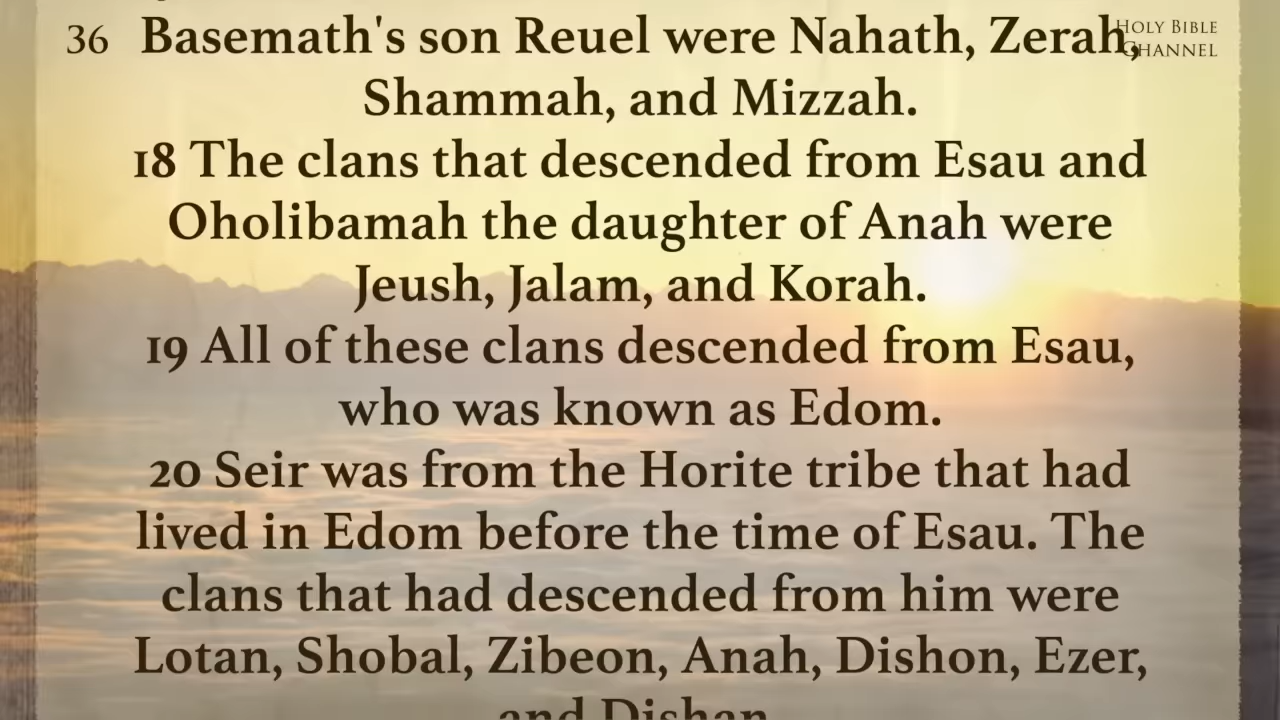 36
Basemath's son Reuel were Nahath, Zerah,
HOLY BIBLE
CHANNEL
Shammah, and Mizzah.
18 The clans that descended from Esau and
Oholibamah the daughter of Anah were
Jeush, Jalam, and Korah.
19 All of these clans descended from Esau,
who was known as Edom.
20 Seir was from the Horite tribe that had
lived in Edom before the time of Esau. The
clans that had descended from him were
Lotan, Shobal, Zibeon, Anah, Dishon, Ezer,
and Dishan